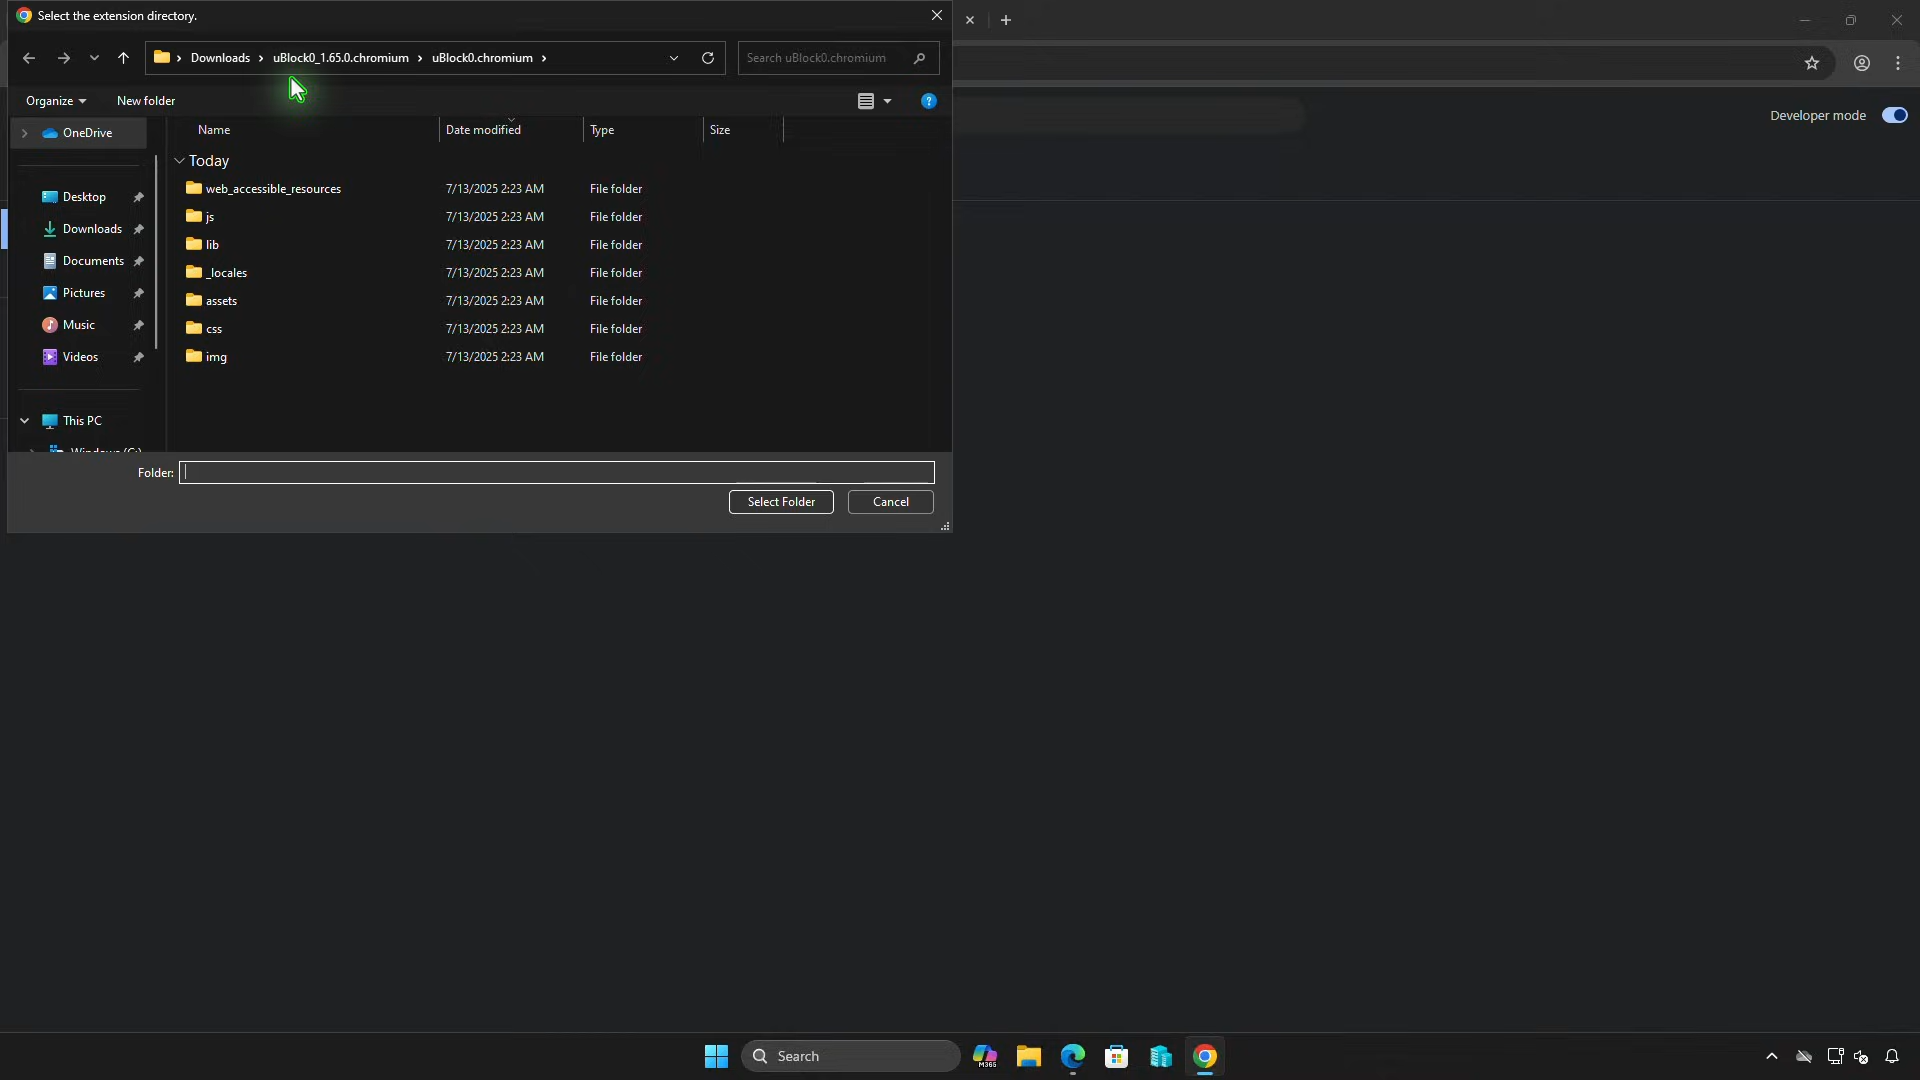 Select the extension directory.
Downloads > uBlock0_1.65.0.chromium > uBlock0.chromium >
Search uBlock0.chromium
Organize
New folder
Developer mode
OneDrive
Name
Date modified
Type
Size
Today
web_accessible_resources 7/13/2025 2:23 AM File folder
js 7/13/2025 2:23 AM File folder
lib 7/13/2025 2:23 AM File folder
_locales 7/13/2025 2:23 AM File folder
assets 7/13/2025 2:23 AM File folder
css 7/13/2025 2:23 AM File folder
img 7/13/2025 2:23 AM File folder
Desktop
Downloads
Documents
Pictures
Music
Videos
This PC
Windows (C:)
Folder:
Select Folder
Cancel
Search
M365